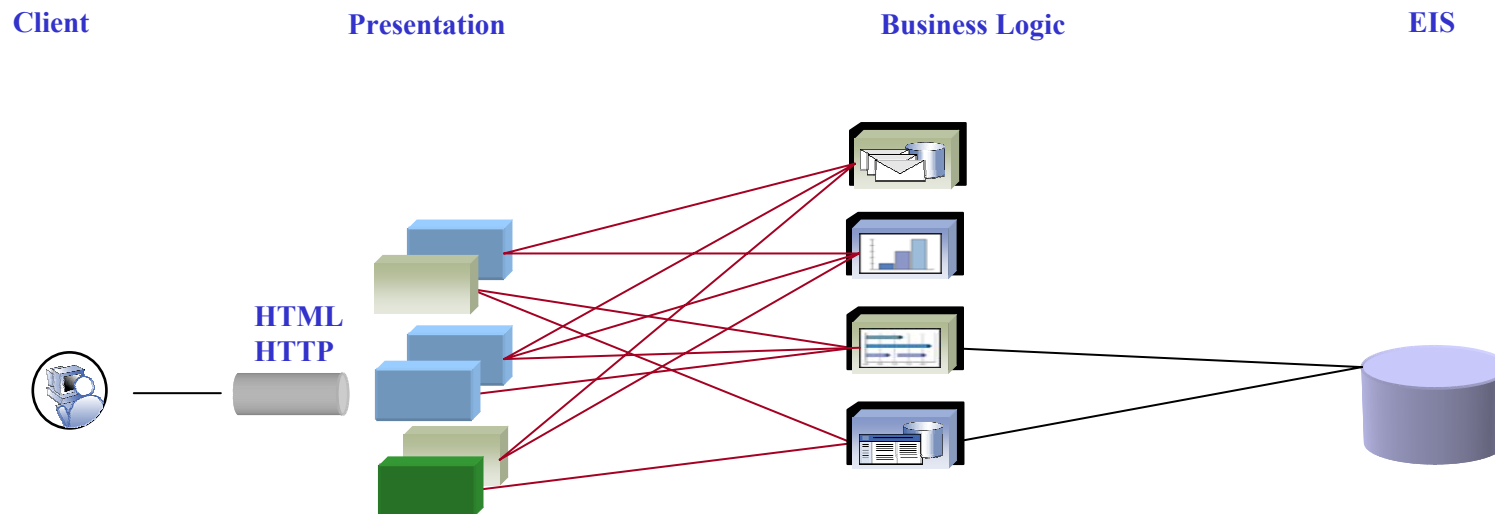 Client
Presentation
Business Logic
EIS
HTML
HTTP